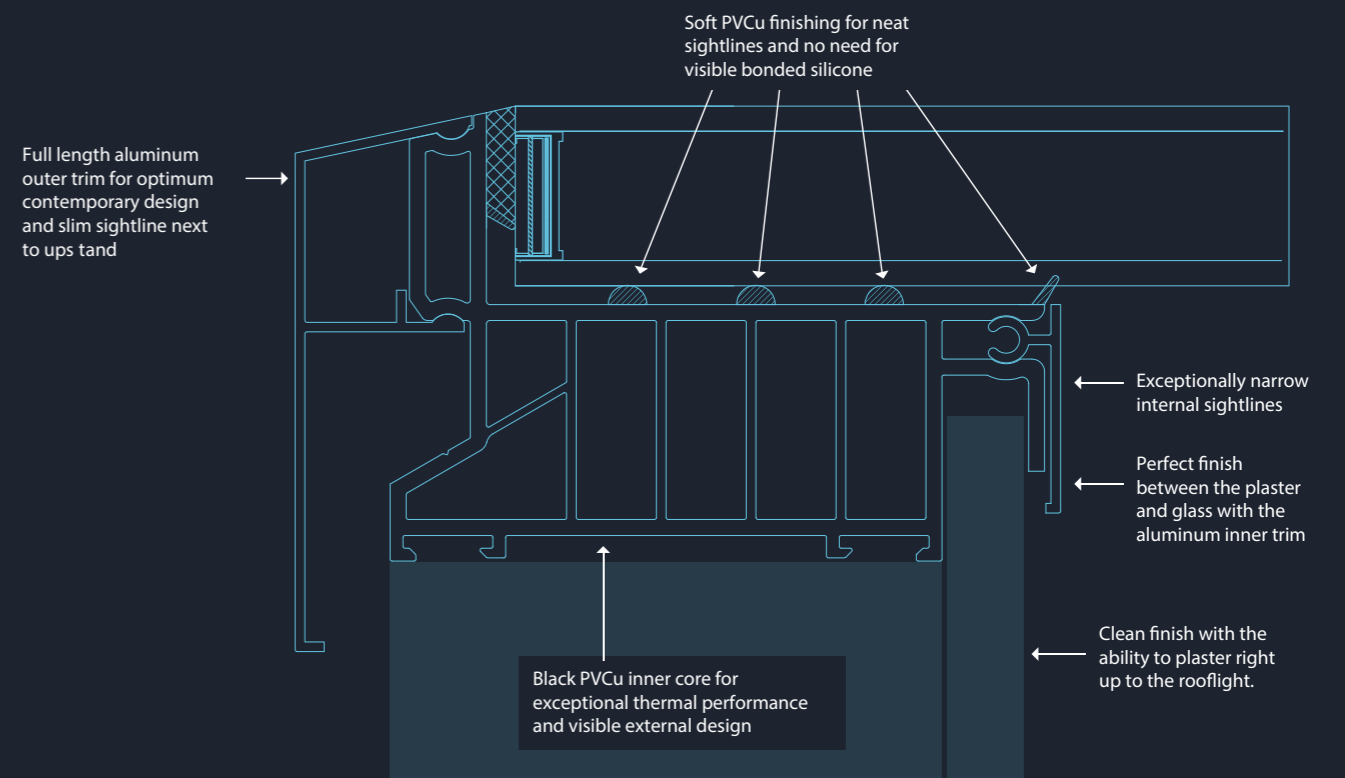 Soft PVCu finishing for neat
sightlines and no need for
visible bonded silicone
Full length aluminum
outer trim for optimum
contemporary design
and slim sightline next
to ups tand
Exceptionally narrow
internal sightlines
Perfect finish
between the plaster
and glass with the
aluminum inner trim
Clean finish with the
ability to plaster right
up to the rooflight.
Black PVCu inner core for
exceptional thermal performance
and visible external design